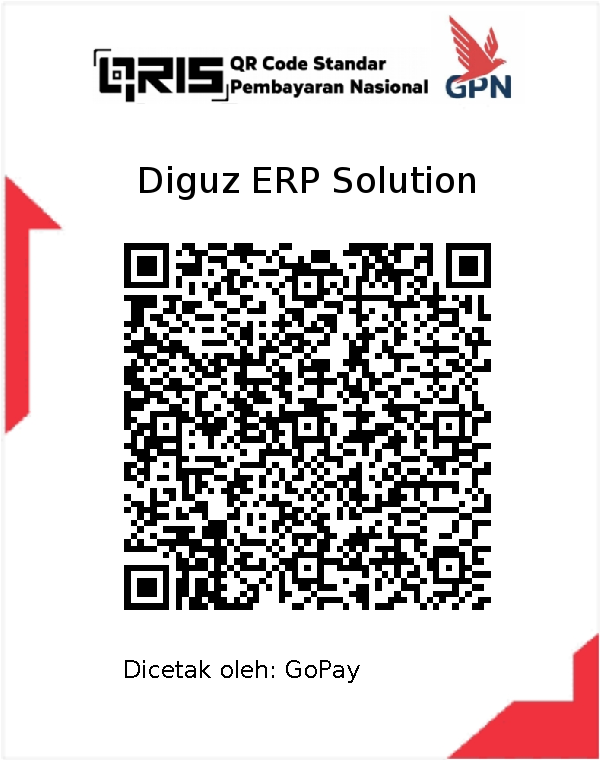 QRIS
QR Code Standar
Pembayaran Nasional
GPN
Diguz ERP Solution
Dicetak oleh: GoPay